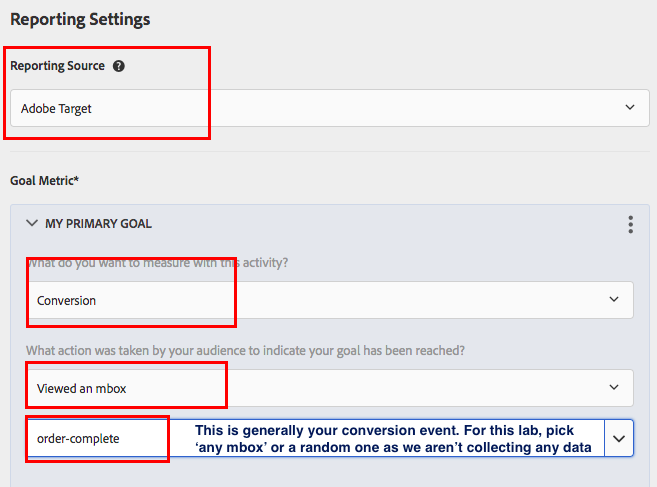 Reporting Settings
Reporting Source ?
Adobe Target
Goal Metric*
MY PRIMARY GOAL
What do you want to measure with this activity?
Conversion
What action was taken by your audience to indicate your goal has been reached?
Viewed an mbox
order-complete
This is generally your conversion event. For this lab, pick
‘any mbox’ or a random one as we aren’t collecting any data